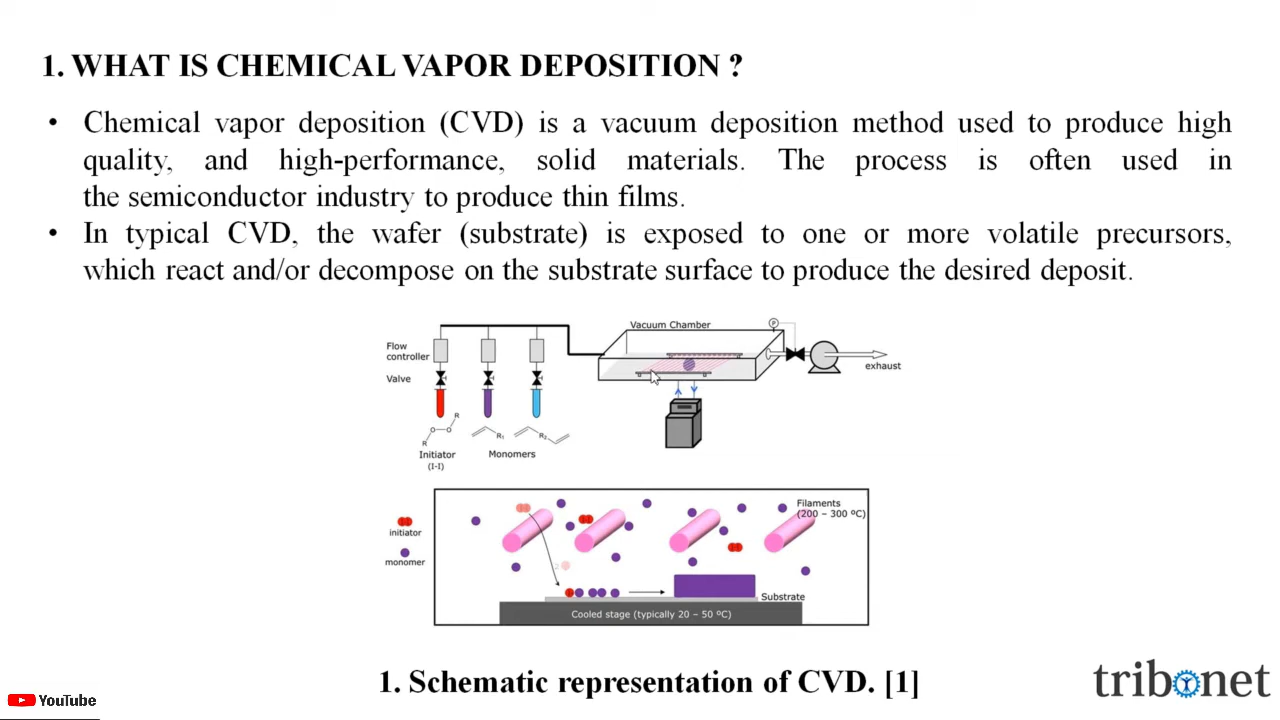 1. WHAT IS CHEMICAL VAPOR DEPOSITION ?
• Chemical vapor deposition (CVD) is a vacuum deposition method used to produce high
quality, and high-performance, solid materials. The process is often used in
the semiconductor industry to produce thin films.
• In typical CVD, the wafer (substrate) is exposed to one or more volatile precursors,
which react and/or decompose on the substrate surface to produce the desired deposit.
Vacuum Chamber
P
Flow
controller
exhaust
Valve
R
O O
R
R1
R2
Initiator
(I-I)
Monomers
Filaments
(200 – 300 ºC)
initiator
monomer
Substrate
Cooled stage (typically 20 – 50 ºC)
1. Schematic representation of CVD. [1]
tribonet
YouTube